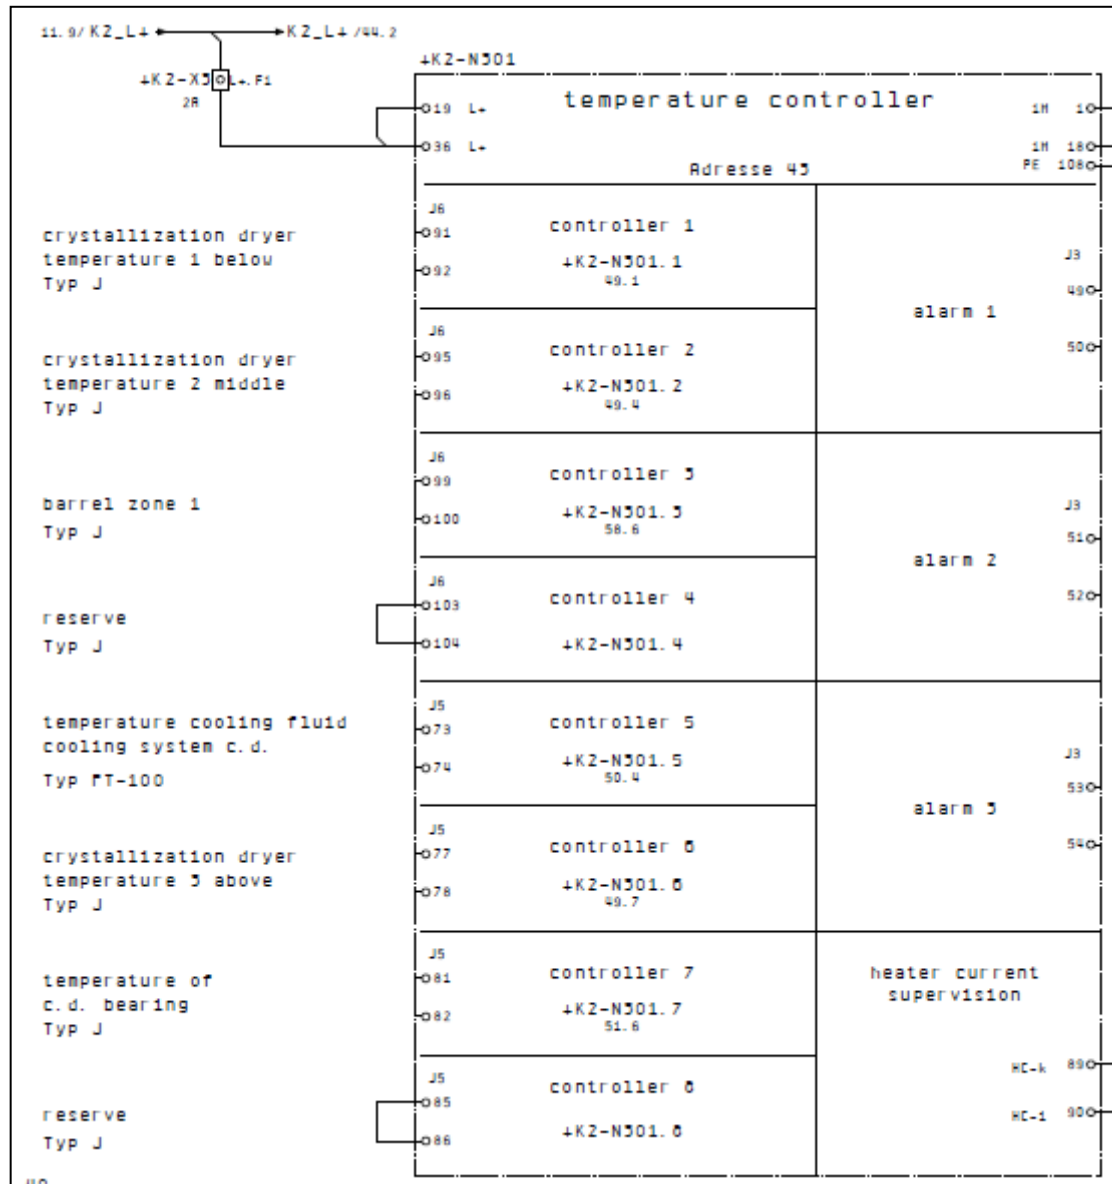 11.9/K2_L+ K2_L+/44.2
+K2-N301
+K2-X3 L+.F1
2A
temperature controller
19 L+
1M 1
36 L+
1M 18
Adresse 43
PE 108
J6
crystallization dryer
temperature 1 below
Typ J
91
92
controller 1
+K2-N301.1
49.1
J6
crystallization dryer
temperature 2 middle
Typ J
95
96
controller 2
+K2-N301.2
49.4
alarm 1
J3
49
50
J6
barrel zone 1
Typ J
99
100
controller 3
+K2-N301.3
58.6
J6
reserve
Typ J
103
104
controller 4
+K2-N301.4
alarm 2
J3
51
52
J5
temperature cooling fluid
cooling system c.d.
Typ PT-100
73
74
controller 5
+K2-N301.5
50.4
J5
crystallization dryer
temperature 3 above
Typ J
77
78
controller 6
+K2-N301.6
49.7
alarm 3
J3
53
54
J5
temperature of
c.d. bearing
Typ J
81
82
controller 7
+K2-N301.7
51.6
J5
reserve
Typ J
85
86
controller 8
+K2-N301.8
heater current
supervision
HC-k 89
HC-l 90